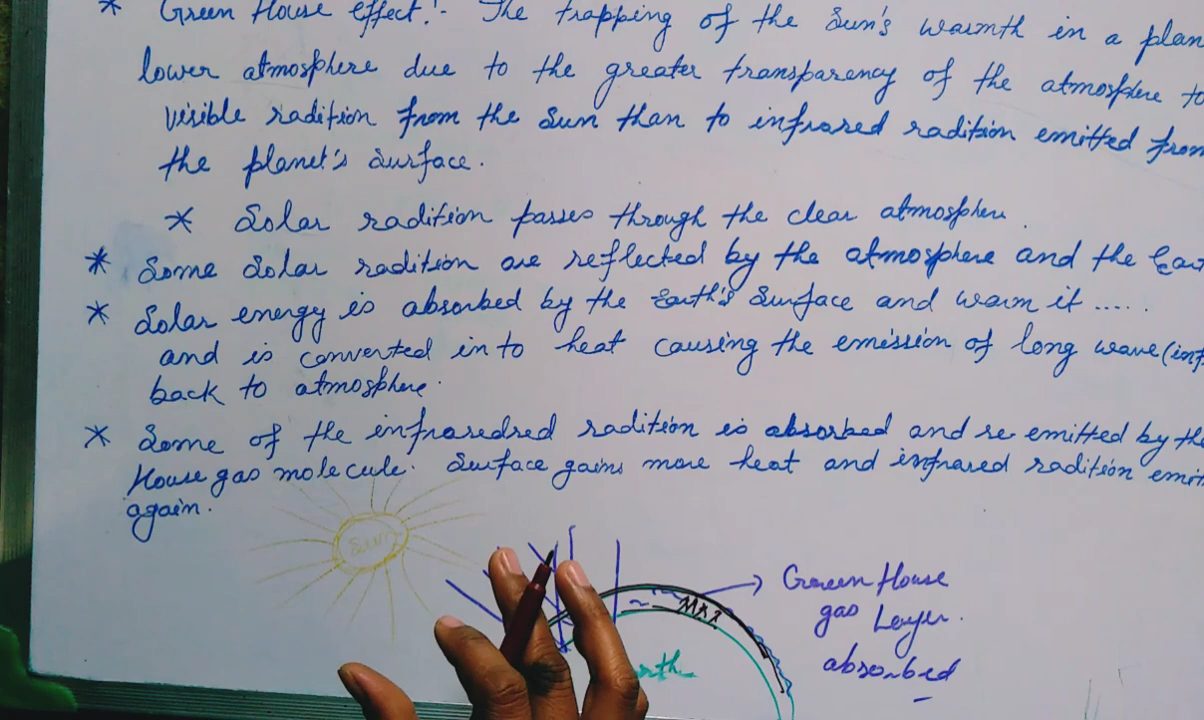 * Green House effect:- The trapping of the Sun's warmth in a plan
lower atmosphere due to the greater transparency of the atmosphere to
visible radition from the Sun than to infrared radition emitted from
the planet's surface.
* Solar radition passes through the clear atmosphere
* Some Solar radition are reflected by the atmosphere and the Eart
* Solar energy is absorbed by the Earth's Surface and warm it .....
and is converted in to heat causing the emission of long wave (inf
back to atmosphere.
* Some of the infraredred radition is absorbed and re emitted by the
House gas molecule. Surface gains more heat and infrared radition emit
again.
Sun
Green House
gas Layer.
absorbed
rth